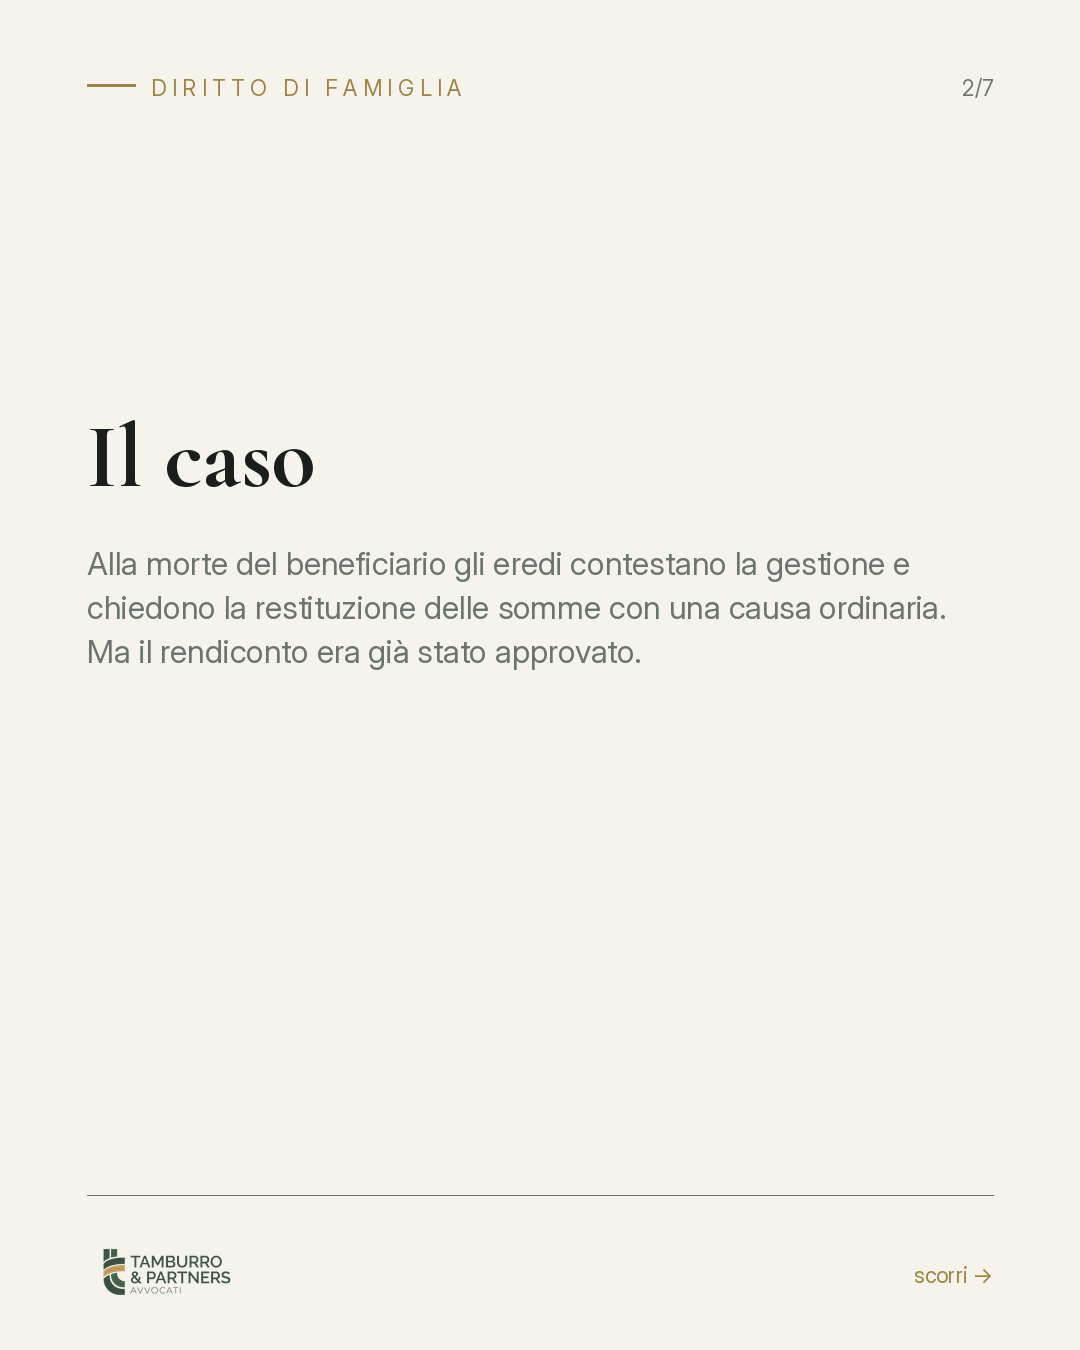 DIRITTO DI FAMIGLIA
2/7
Il caso
Alla morte del beneficiario gli eredi contestano la gestione e
chiedono la restituzione delle somme con una causa ordinaria.
Ma il rendiconto era già stato approvato.
TAMBURRO
& PARTNERS
AVVOCATI
scorri →